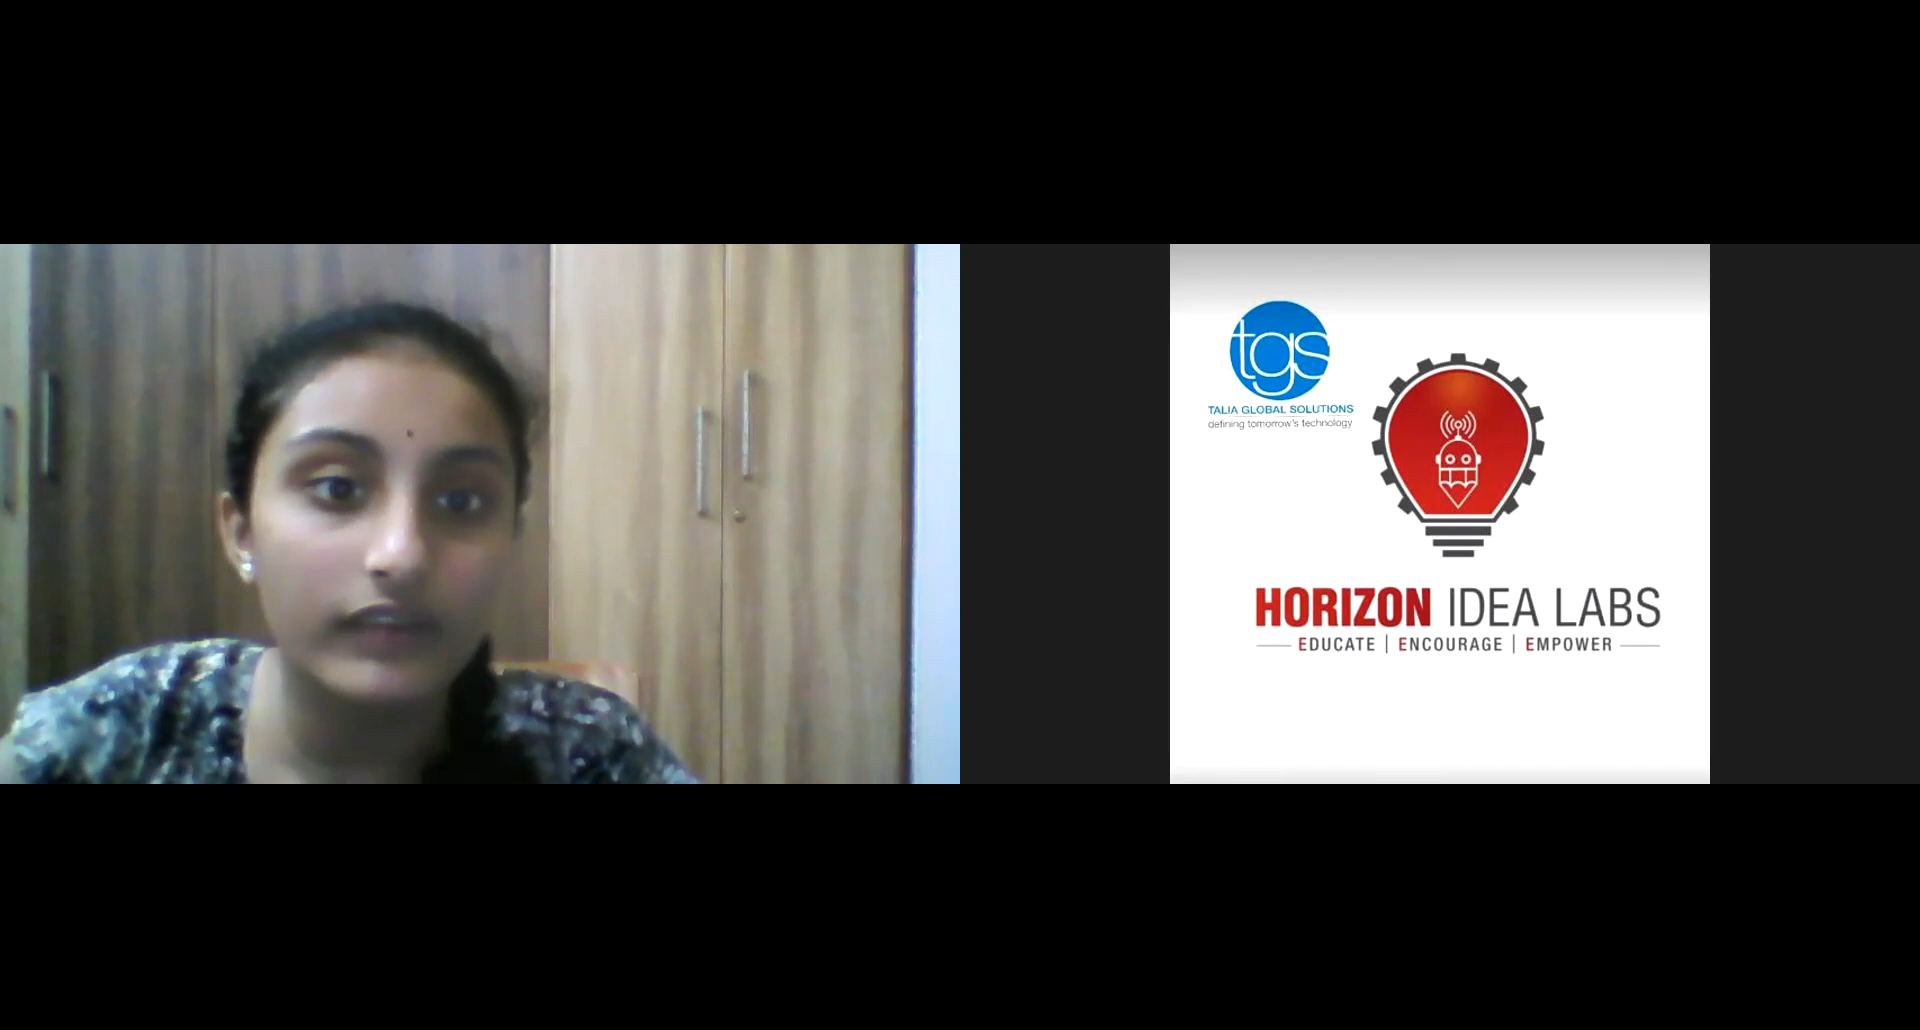 tgs
TALIA GLOBAL SOLUTIONS
defining tomorrow's technology
HORIZON IDEA LABS
EDUCATE | ENCOURAGE | EMPOWER